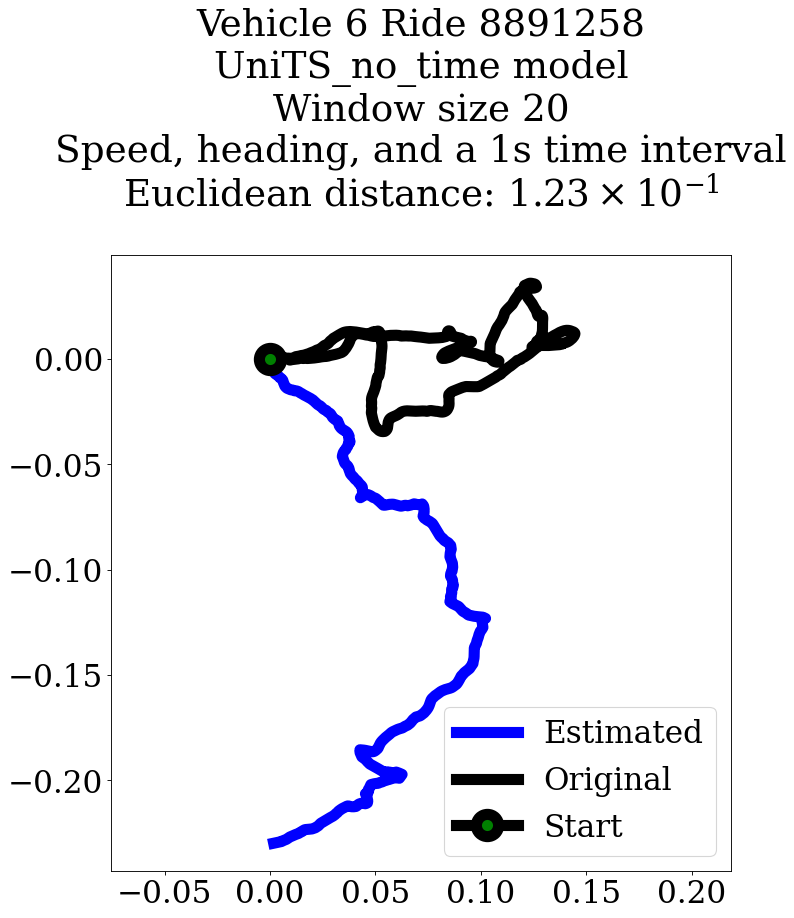 Vehicle 6 Ride 8891258
UniTS_no_time model
Window size 20
Speed, heading, and a 1s time interval
Euclidean distance: 1.23 × 10⁻¹
0.00
−0.05
−0.10
−0.15
−0.20
Estimated
Original
Start
−0.05 0.00 0.05 0.10 0.15 0.20